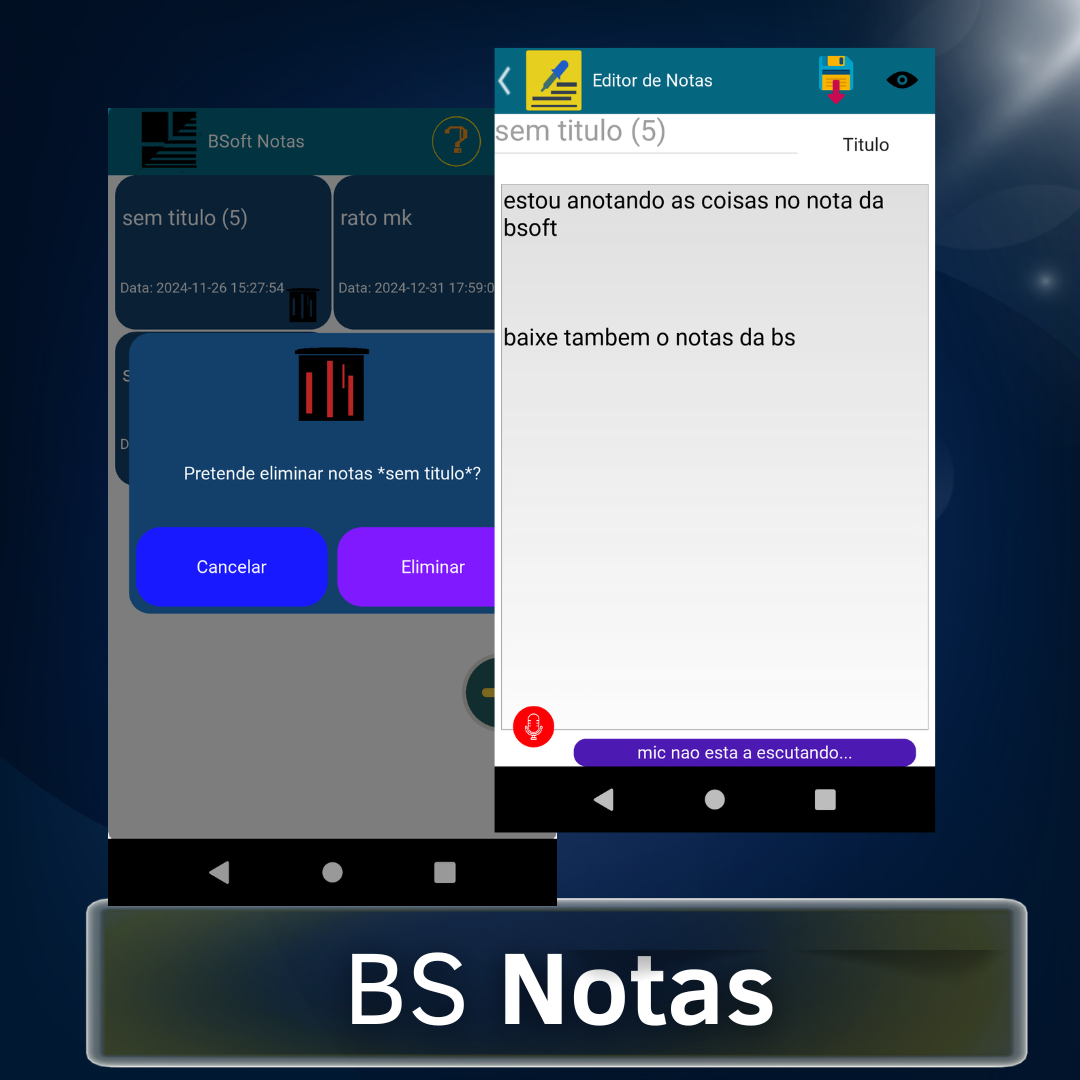 BSoft Notas
sem titulo (5)
Data: 2024-11-26 15:27:54
rato mk
Data: 2024-12-31 17:59:0
s
D
Pretende eliminar notas *sem titulo*?
Cancelar
Eliminar
Editor de Notas
sem titulo (5)
Titulo
estou anotando as coisas no nota da
bsoft
baixe tambem o notas da bs
mic nao esta a escutando...
BS Notas